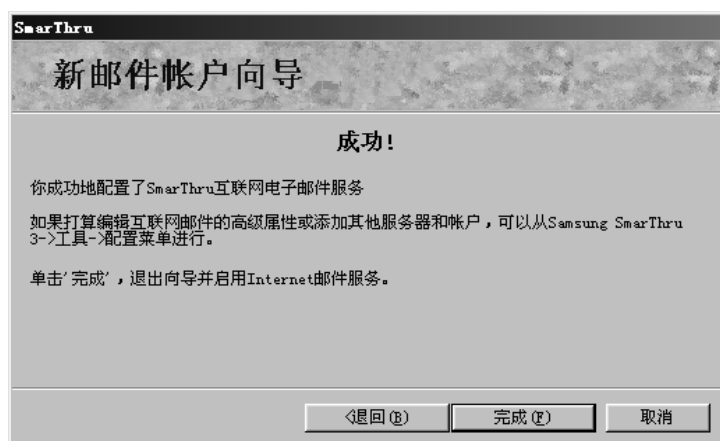 SmarThru
新邮件帐户向导
成功!
你成功地配置了SmarThru互联网电子邮件服务
如果打算编辑互联网邮件的高级属性或添加其他服务器和帐户，可以从Samsung SmarThru
3->工具->配置菜单进行。
单击'完成'，退出向导并启用Internet邮件服务。
<退回(B) 完成(F) 取消